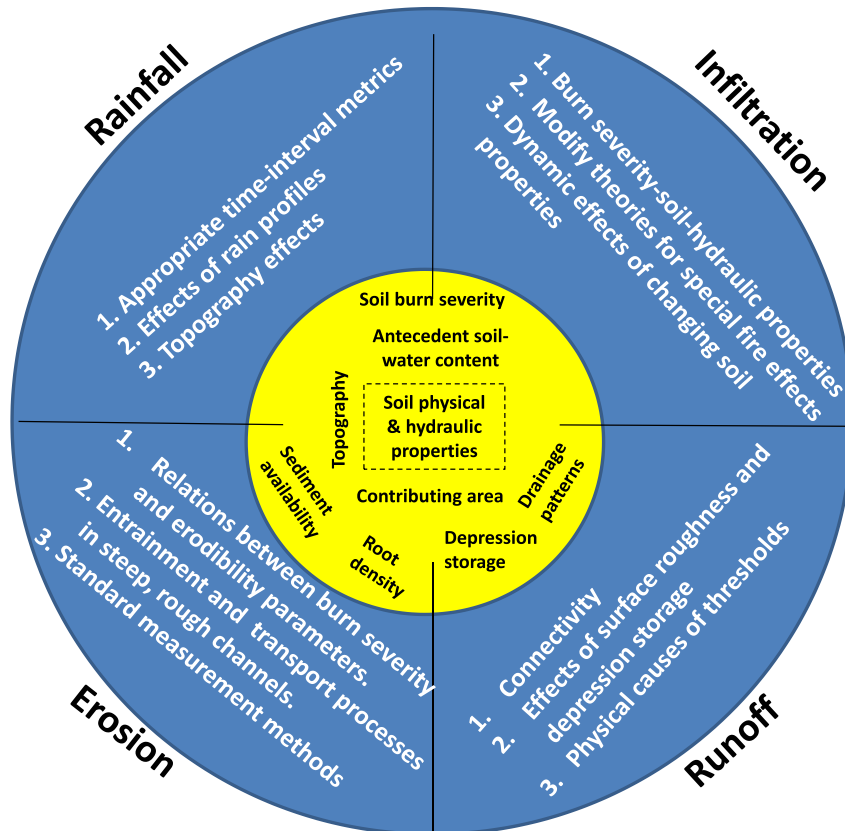 Rainfall
1. Appropriate time-interval metrics
2. Effects of rain profiles
3. Topography effects
Infiltration
1. Burn severity-soil-hydraulic properties
2. Modify theories for special fire effects
3. Dynamic effects of changing soil
properties
Soil burn severity
Antecedent soil-
water content
Topography
Soil physical
& hydraulic
properties
Sediment
availability
Contributing area
Drainage
patterns
Root
density
Depression
storage
Erosion
1. Relations between burn severity
and erodibility parameters.
2. Entrainment and transport processes
in steep, rough channels.
3. Standard measurement methods
Runoff
1. Connectivity
2. Effects of surface roughness and
depression storage
3. Physical causes of thresholds